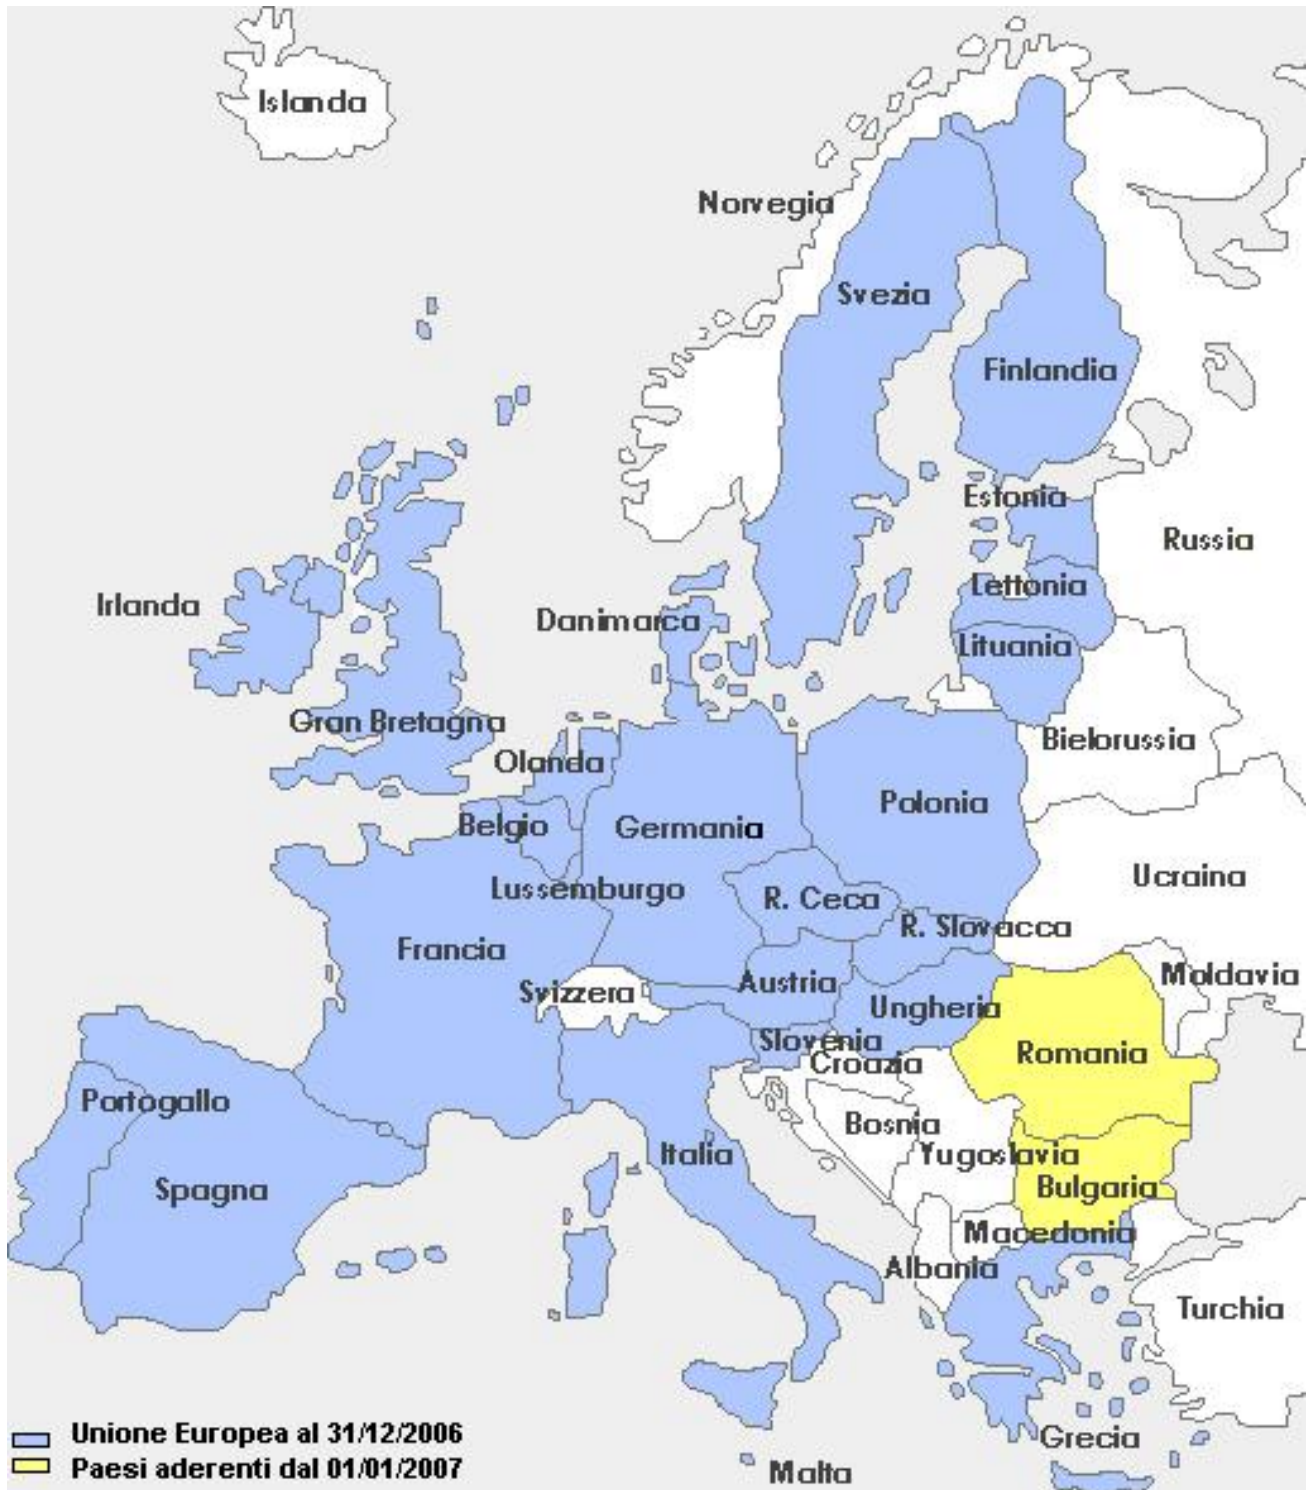 Islanda
Norvegia
Svezia
Finlandia
Estonia
Russia
Lettonia
Irlanda
Danimarca
Lituania
Gran Bretagna
Bielorussia
Olanda
Polonia
Belgio
Germania
Ucraina
Lussemburgo
R. Ceca
R. Slovacca
Francia
Moldavia
Svizzera
Austria
Ungheria
Slovenia
Romania
Croazia
Portogallo
Bosnia
Italia
Yugoslavia
Spagna
Bulgaria
Macedonia
Albania
Turchia
Grecia
Malta
Unione Europea al 31/12/2006
Paesi aderenti dal 01/01/2007